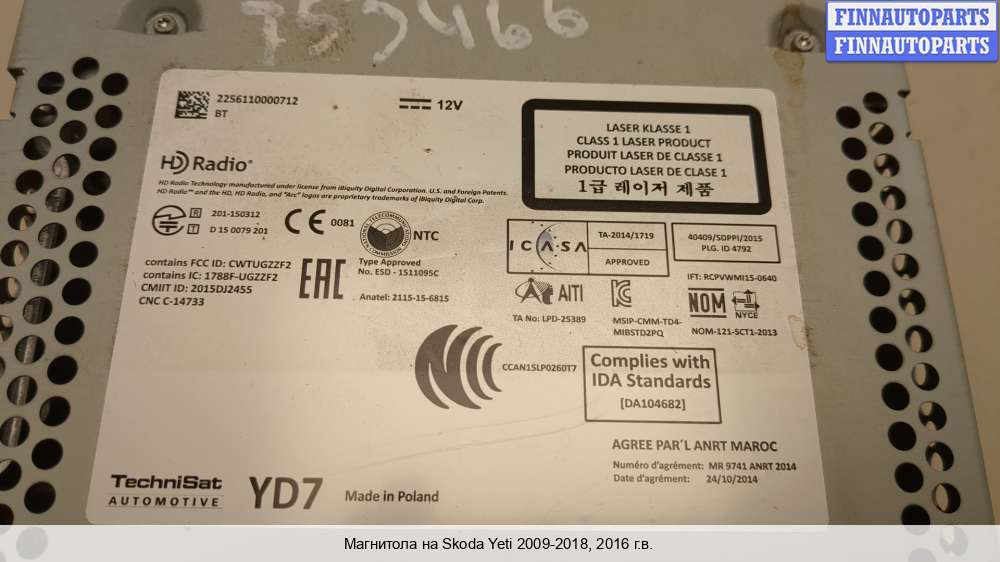 753466
FINNAUTOPARTS
FINNAUTOPARTS
2256110000712
BT
12V
LASER KLASSE 1
CLASS 1 LASER PRODUCT
PRODUIT LASER DE CLASSE 1
PRODUCTO LASER DE CLASE 1
1급 레이저 제품
HD Radio®
HD Radio Technology manufactured under license from iBiquity Digital Corporation. U.S. and Foreign Patents.
HD Radio™ and the HD, HD Radio, and "Arc" logos are proprietary trademarks of iBiquity Digital Corp.
R 201-150312
T D 15 0079 201
CE 0081
NTC
Type Approved
No. ESD - 1511095C
ICASA
TA-2014/1719
APPROVED
40409/SDPPI/2015
PLG. ID 4792
contains FCC ID: CWTUGZZF2
contains IC: 1788F-UGZZF2
CMIIT ID: 2015DJ2455
CNC C-14733
EAC
Anatel: 2115-15-6815
AITI
TA No: LPD-25389
MSIP-CMM-TD4-
MIBSTD2PQ
IFT: RCPVWMI15-0640
NOM
NYCE
NOM-121-SCT1-2013
CCAN15LP0260T7
Complies with
IDA Standards
[DA104682]
AGREE PAR´L ANRT MAROC
Numéro d'agrément: MR 9741 ANRT 2014
Date d'agrément: 24/10/2014
TechniSat
AUTOMOTIVE
YD7
Made in Poland
Магнитола на Skoda Yeti 2009-2018, 2016 г.в.